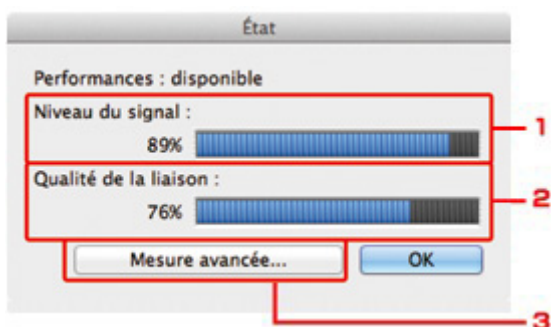 État
Performances : disponible
Niveau du signal :
1
89%
Qualité de la liaison :
2
76%
Mesure avancée... OK
3